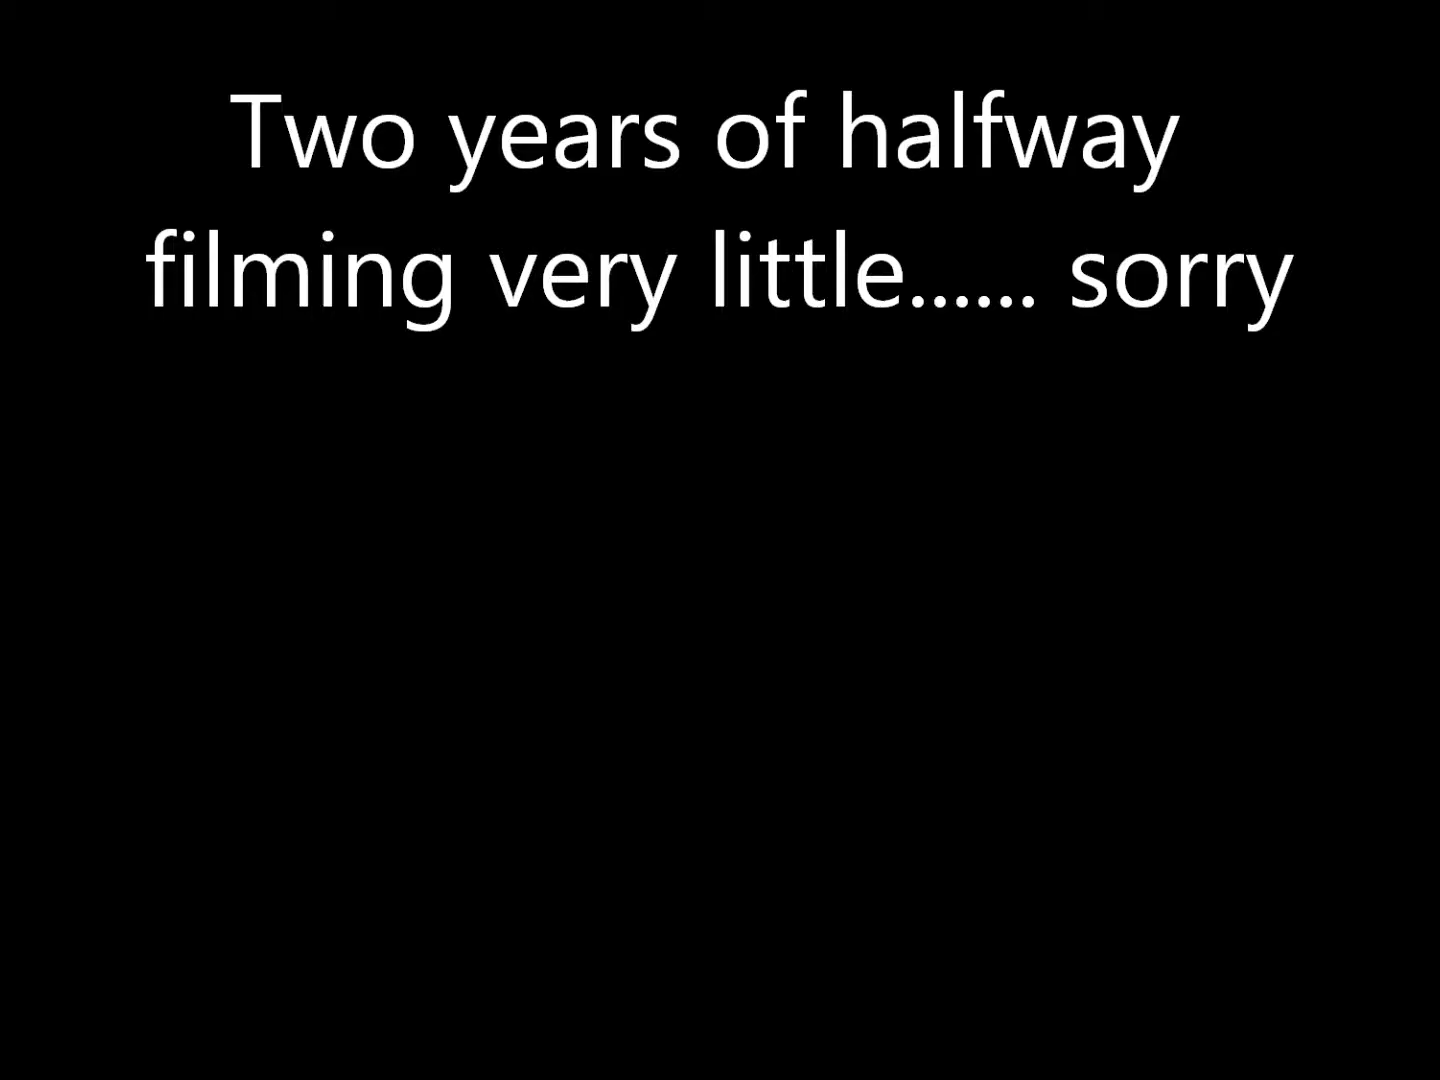 Two years of halfway
filming very little...... sorry